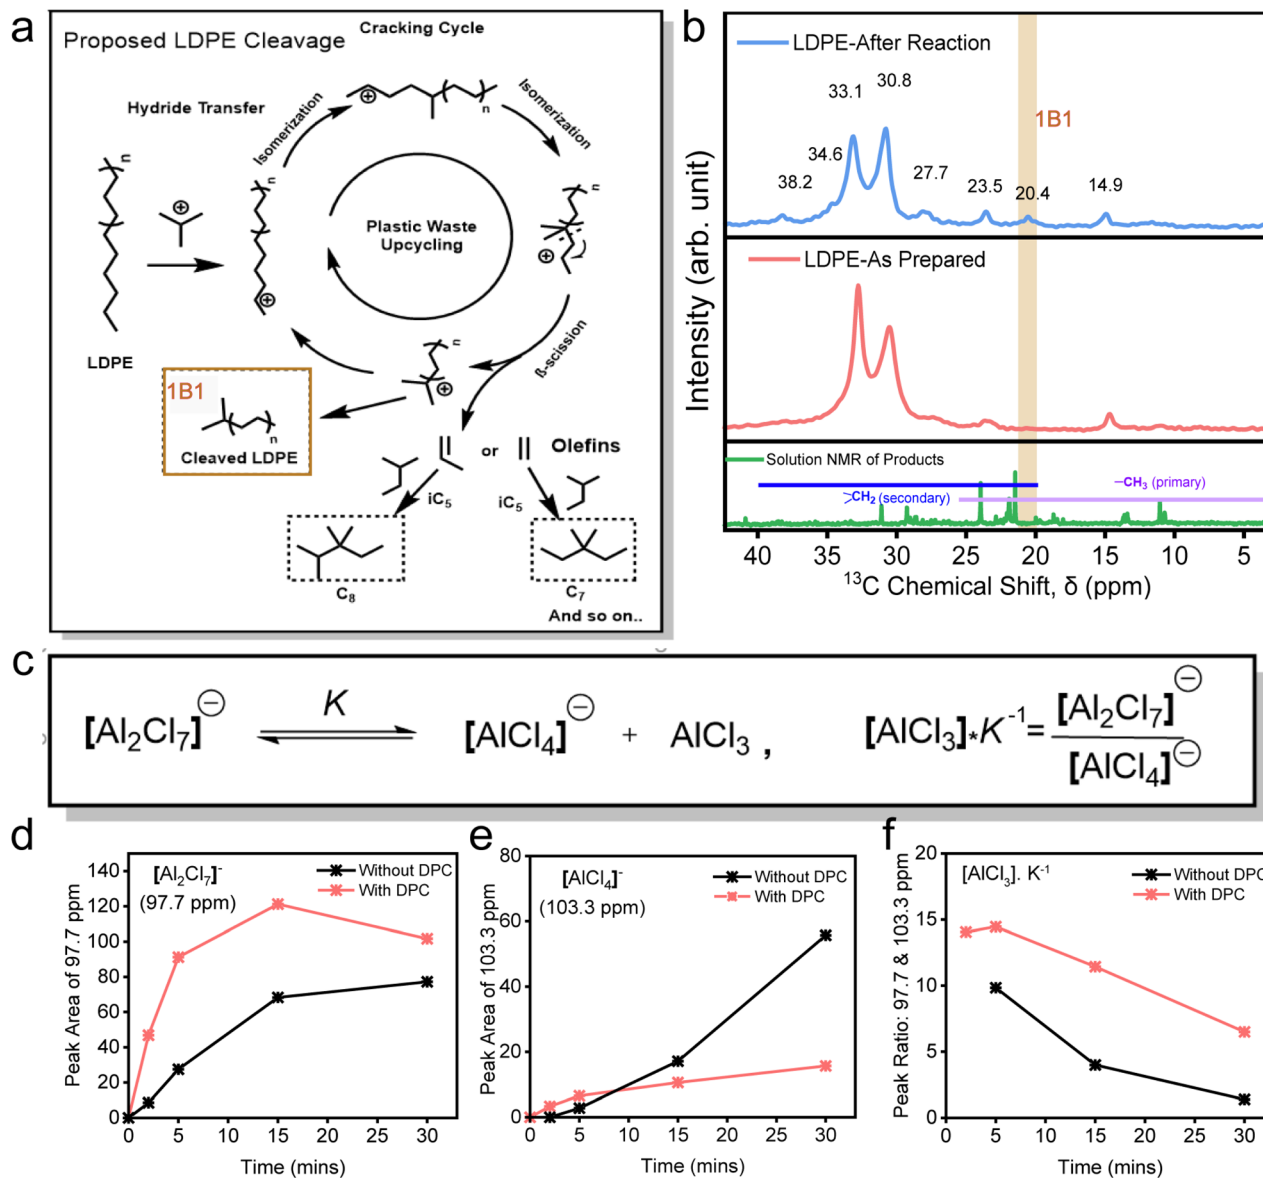 a
Proposed LDPE Cleavage
Cracking Cycle
Hydride Transfer
Isomerization
Isomerization
n
n
n
n
n
n
Plastic Waste
Upcycling
LDPE
ß-scission
1B1
Cleaved LDPE
or
Olefins
iC5
iC5
C8
C7
And so on..
b
LDPE-After Reaction
33.1
30.8
1B1
34.6
38.2
27.7
23.5
20.4
14.9
LDPE-As Prepared
Solution NMR of Products
>CH2 (secondary)
–CH3 (primary)
Intensity (arb. unit)
40 35 30 25 20 15 10 5
13C Chemical Shift, δ (ppm)
c
[Al2Cl7]⊖ K [AlCl4]⊖ + AlCl3 , [AlCl3]*K-1= [Al2Cl7]⊖ / [AlCl4]⊖
d
[Al2Cl7]-
(97.7 ppm)
Without DPC
With DPC
Peak Area of 97.7 ppm
140
120
100
80
60
40
20
0
0 5 10 15 20 25 30
Time (mins)
e
[AlCl4]-
(103.3 ppm)
Without DPC
With DPC
Peak Area of 103.3 ppm
80
60
40
20
0
0 5 10 15 20 25 30
Time (mins)
f
[AlCl3]. K-1
Without DPC
With DPC
Peak Ratio: 97.7 & 103.3 ppm
20
15
10
5
0
5 10 15 20 25 30
Time (mins)